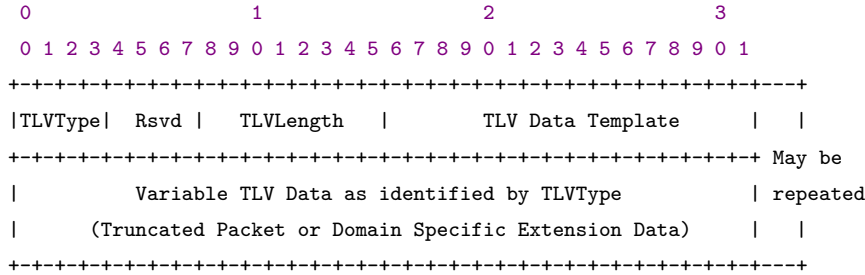 0                   1                   2                   3
0 1 2 3 4 5 6 7 8 9 0 1 2 3 4 5 6 7 8 9 0 1 2 3 4 5 6 7 8 9 0 1
+-+-+-+-+-+-+-+-+-+-+-+-+-+-+-+-+-+-+-+-+-+-+-+-+-+-+-+-+-+-+-+-+---+
|TLVType|  Rsvd |   TLVLength   |        TLV Data Template      |   |
+-+-+-+-+-+-+-+-+-+-+-+-+-+-+-+-+-+-+-+-+-+-+-+-+-+-+-+-+-+-+-+-+ May be
|          Variable TLV Data as identified by TLVType           | repeated
|      (Truncated Packet or Domain Specific Extension Data)     |   |
+-+-+-+-+-+-+-+-+-+-+-+-+-+-+-+-+-+-+-+-+-+-+-+-+-+-+-+-+-+-+-+-+---+